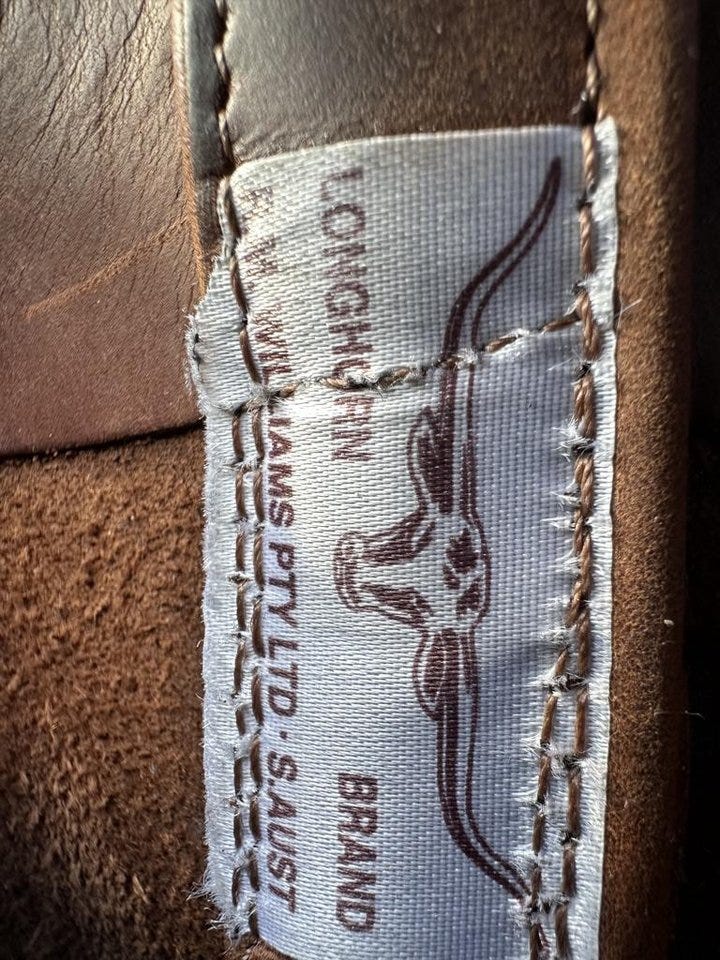 LONGHORN BRAND
R.M. WILLIAMS PTY LTD · S.AUST